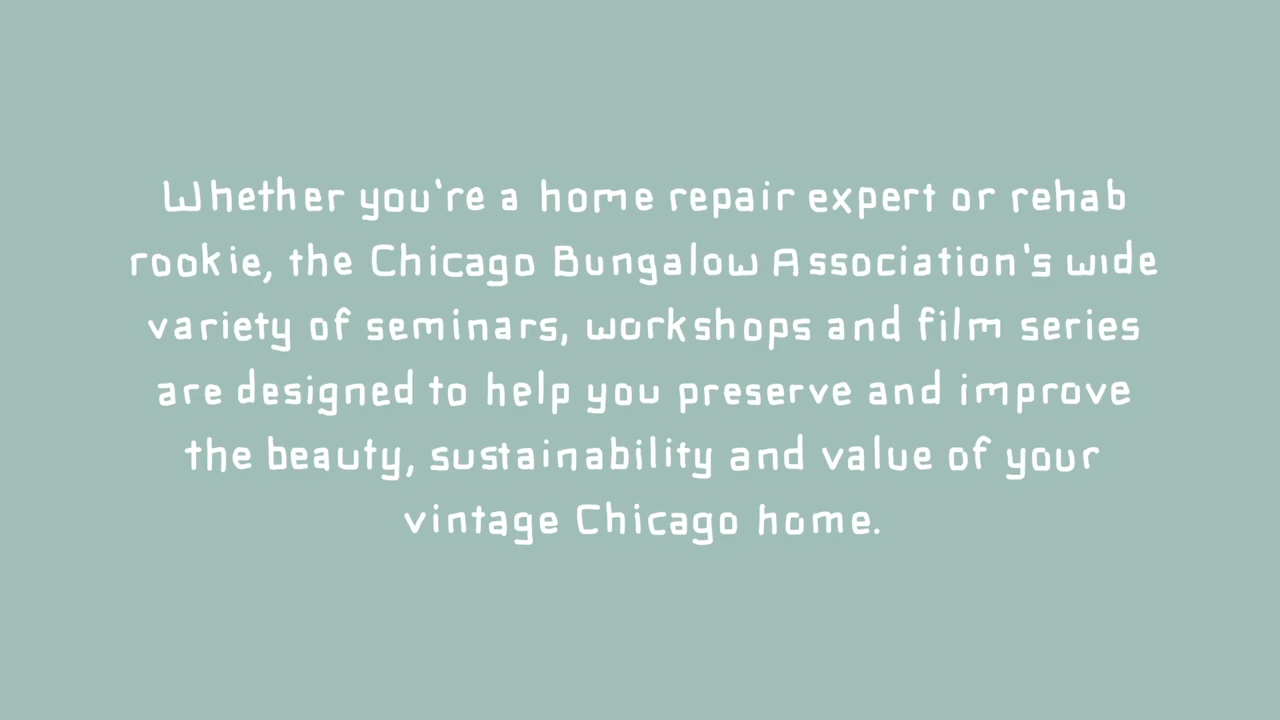 Whether you're a home repair expert or rehab
rookie, the Chicago Bungalow Association's wide
variety of seminars, workshops and film series
are designed to help you preserve and improve
the beauty, sustainability and value of your
vintage Chicago home.